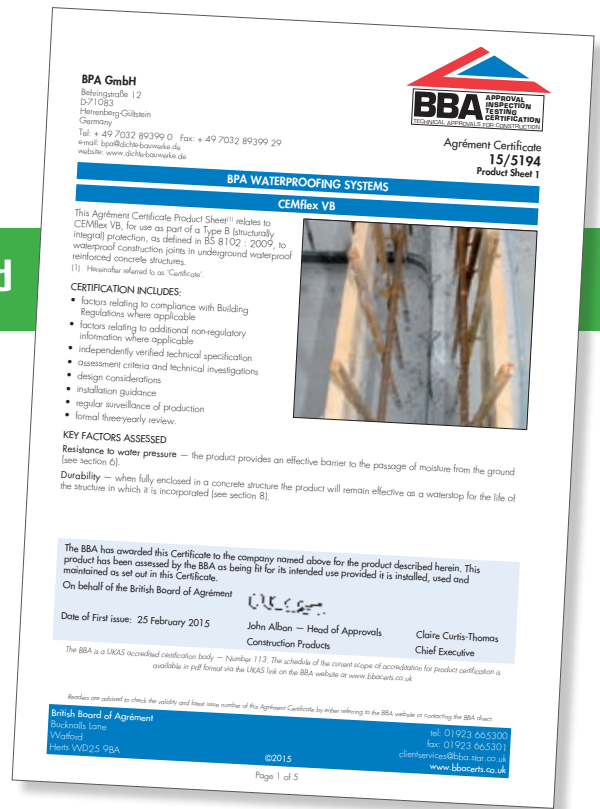 d
BPA GmbH
Behringstraße 12
D-71083
Herrenberg-Gültstein
Germany
Tel: + 49 7032 89399 0 Fax: + 49 7032 89399 29
e-mail: bpa@dichte-bauwerke.de
website: www.dichte-bauwerke.de
BBA
APPROVAL
INSPECTION
TESTING
CERTIFICATION
TECHNICAL APPROVALS FOR CONSTRUCTION
Agrément Certificate
15/5194
Product Sheet 1
BPA WATERPROOFING SYSTEMS
CEMflex VB
This Agrément Certificate Product Sheet(1) relates to
CEMflex VB, for use as part of a Type B (structurally
integral) protection, as defined in BS 8102 : 2009, to
waterproof construction joints in underground waterproof
reinforced concrete structures.
(1) Hereinafter referred to as 'Certificate'.
CERTIFICATION INCLUDES:
• factors relating to compliance with Building
Regulations where applicable
• factors relating to additional non-regulatory
information where applicable
• independently verified technical specification
• assessment criteria and technical investigations
• design considerations
• installation guidance
• regular surveillance of production
• formal three-yearly review.
KEY FACTORS ASSESSED
Resistance to water pressure — the product provides an effective barrier to the passage of moisture from the ground
(see section 6).
Durability — when fully enclosed in a concrete structure the product will remain effective as a waterstop for the life of
the structure in which it is incorporated (see section 8).
The BBA has awarded this Certificate to the company named above for the product described herein. This
product has been assessed by the BBA as being fit for its intended use provided it is installed, used and
maintained as set out in this Certificate.
On behalf of the British Board of Agrément
Date of First issue: 25 February 2015
John Albon — Head of Approvals
Construction Products
Claire Curtis-Thomas
Chief Executive
The BBA is a UKAS accredited certification body — Number 113. The schedule of the current scope of accreditation for product certification is
available in pdf format via the UKAS link on the BBA website at www.bbacerts.co.uk
Readers are advised to check the validity and latest issue number of this Agrément Certificate by either referring to the BBA website or contacting the BBA direct.
British Board of Agrément
Bucknalls Lane
Watford
Herts WD25 9BA
©2015
tel: 01923 665300
fax: 01923 665301
clientservices@bba.star.co.uk
www.bbacerts.co.uk
Page 1 of 5